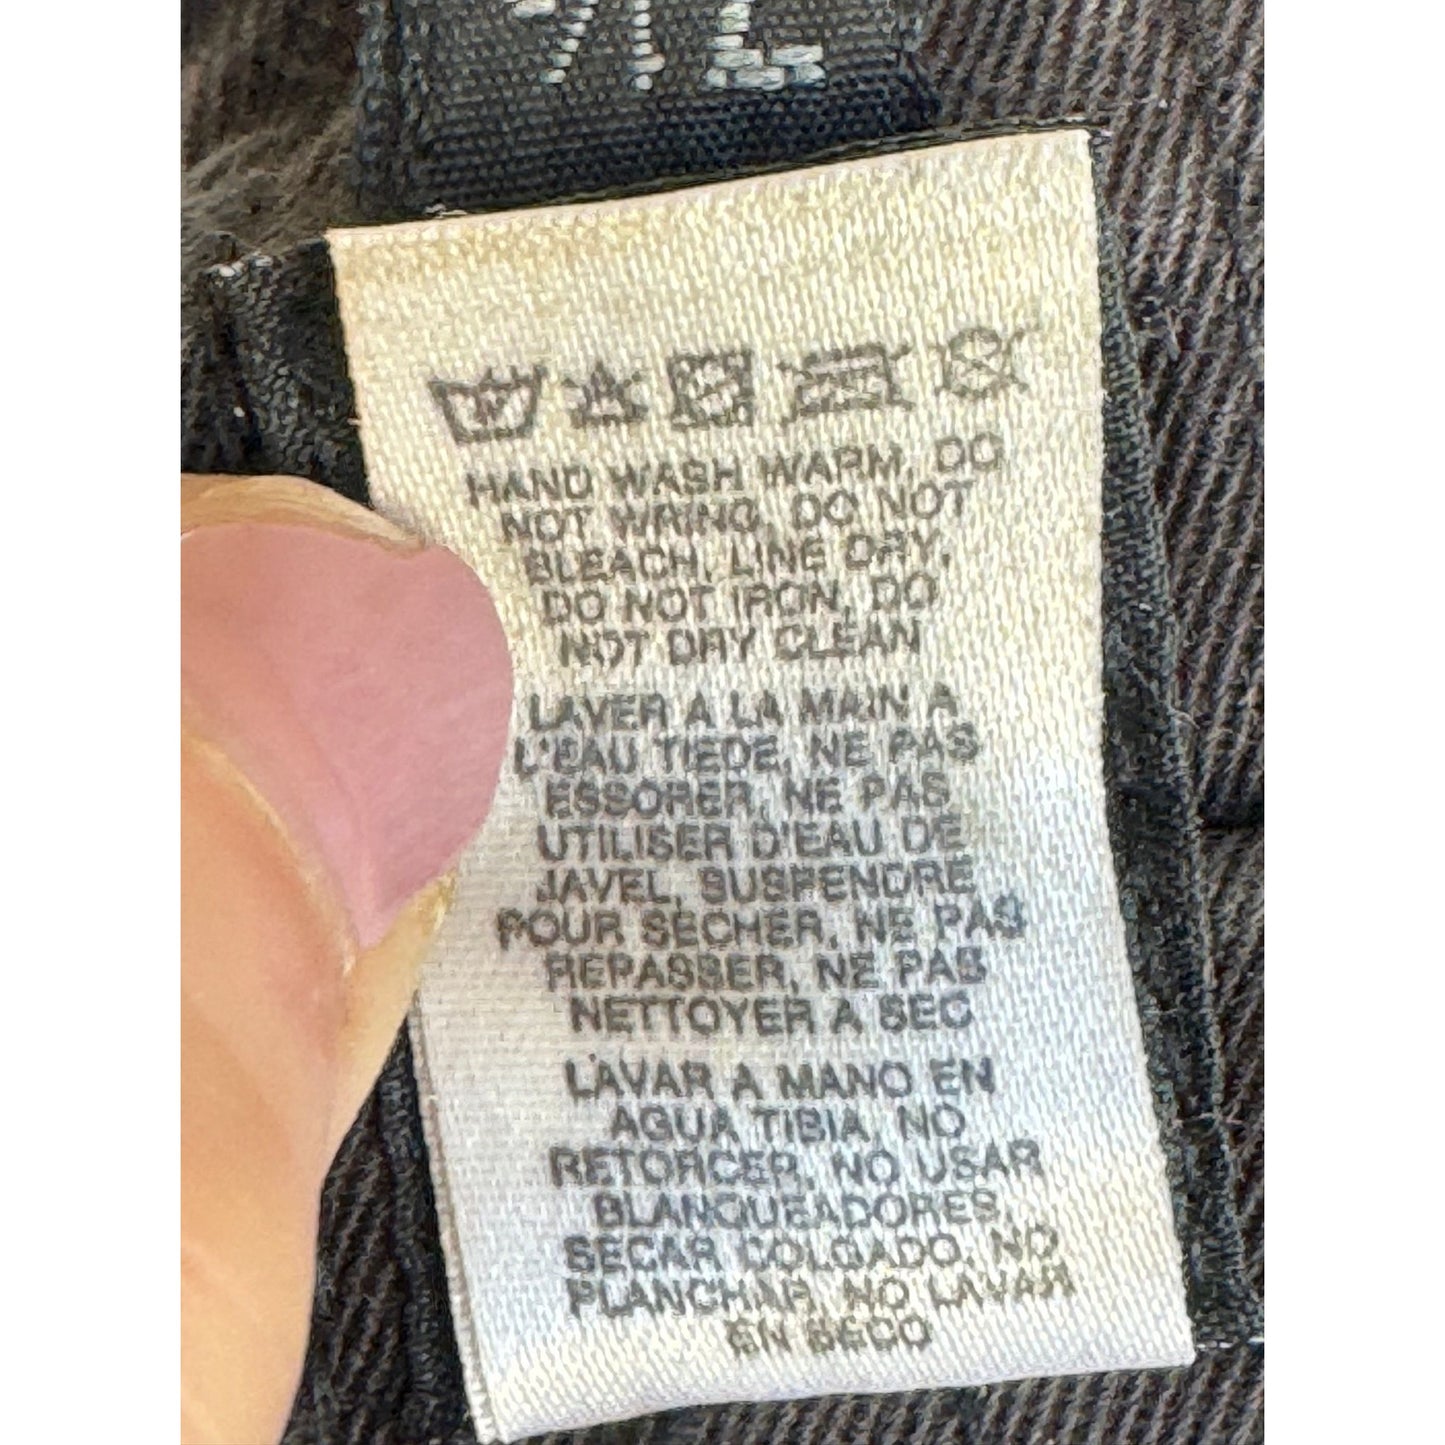 HAND WASH WARM, DO
NOT WRING, DO NOT
BLEACH, LINE DRY,
DO NOT IRON, DO
NOT DRY CLEAN
LAVER A LA MAIN A
L'EAU TIEDE, NE PAS
ESSORER, NE PAS
UTILISER D'EAU DE
JAVEL, SUSPENDRE
POUR SECHER, NE PAS
REPASSER, NE PAS
NETTOYER A SEC
LAVAR A MANO EN
AGUA TIBIA, NO
RETORCER, NO USAR
BLANQUEADORES,
SECAR COLGADO, NO
PLANCHAR, NO LAVAR
EN SECO